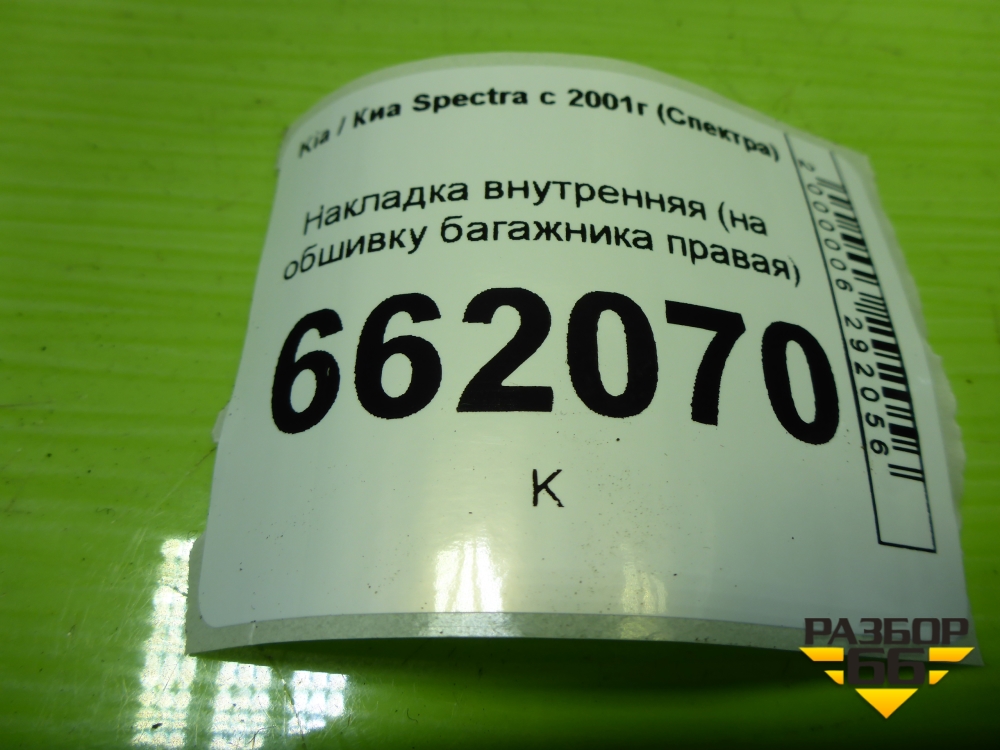 Kia / Киа Spectra с 2001г (Спектра)
Накладка внутренняя (на
обшивку багажника правая)
662070
К
2000006292056
РАЗБОР
66